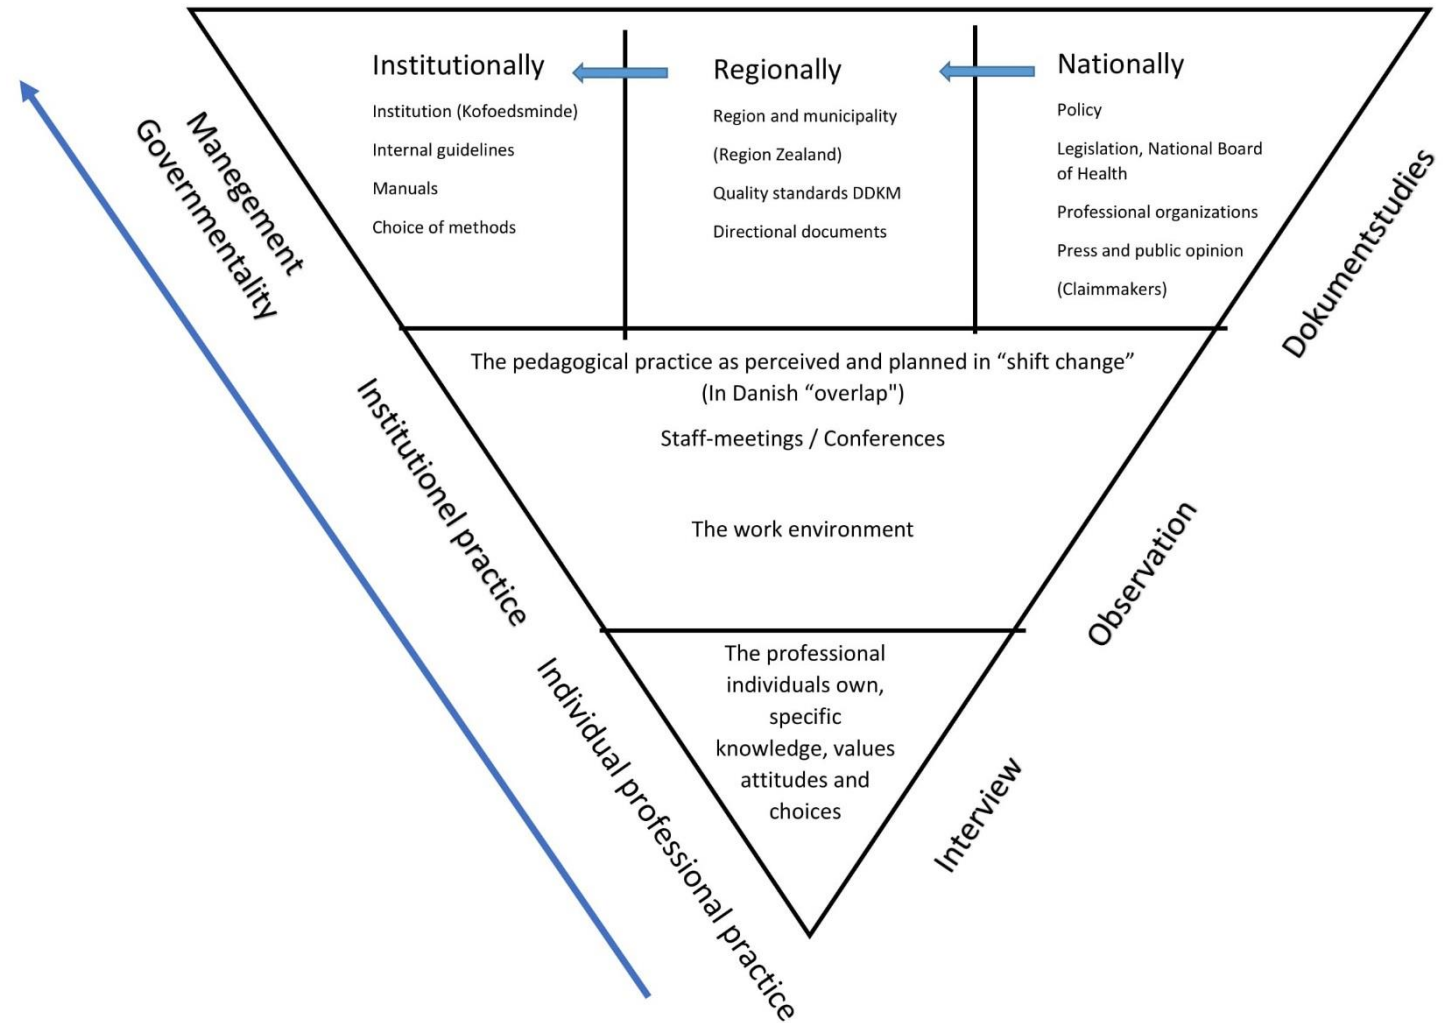 Institutionally
Institution (Kofoedsminde)
Internal guidelines
Manuals
Choice of methods
Regionally
Region and municipality
(Region Zealand)
Quality standards DDKM
Directional documents
Nationally
Policy
Legislation, National Board
of Health
Professional organizations
Press and public opinion
(Claimmakers)
Manegement
Governmentality
Dokumentstudies
The pedagogical practice as perceived and planned in “shift change”
(In Danish “overlap")
Staff-meetings / Conferences
The work environment
Institutionel practice
Observation
The professional
individuals own,
specific
knowledge, values
attitudes and
choices
Individual professional practice
Interview